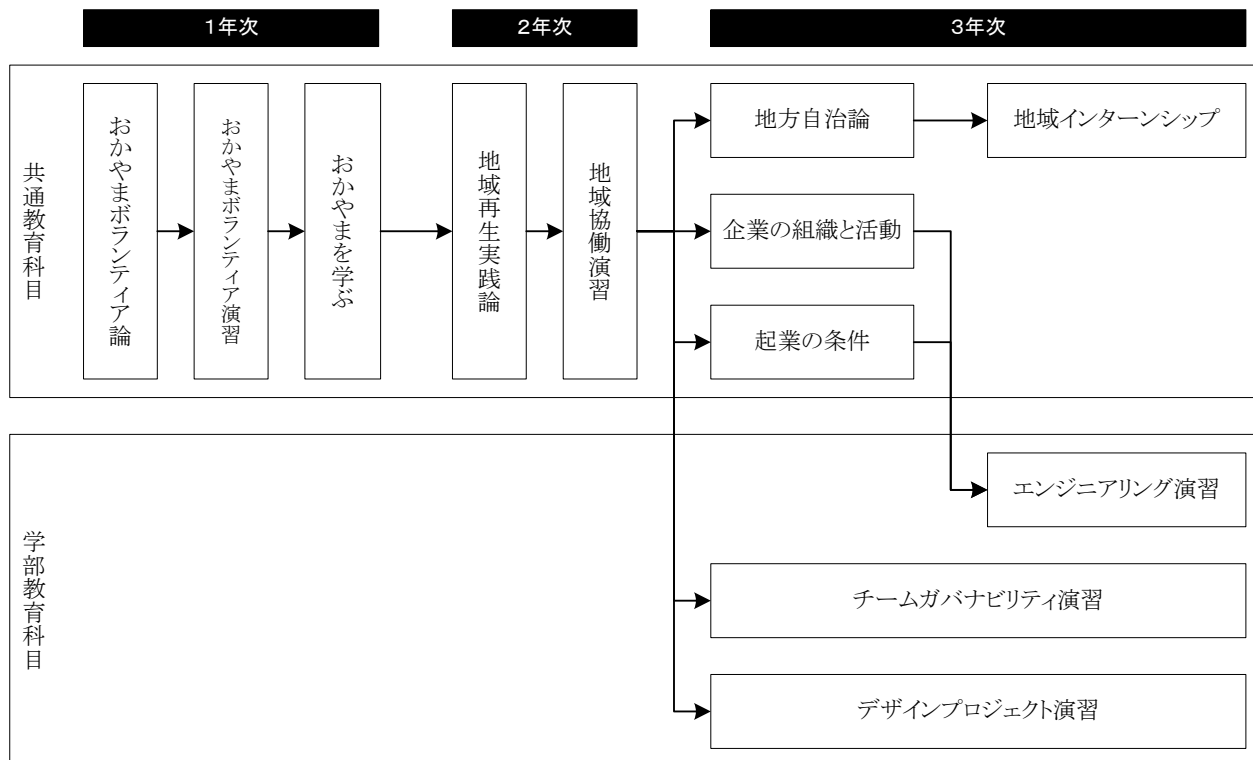 １年次
２年次
３年次
共通教育科目
おかやまボランティア論
おかやまボランティア演習
おかやまを学ぶ
地域再生実践論
地域協働演習
地方自治論
地域インターンシップ
企業の組織と活動
起業の条件
学部教育科目
エンジニアリング演習
チームガバナビリティ演習
デザインプロジェクト演習